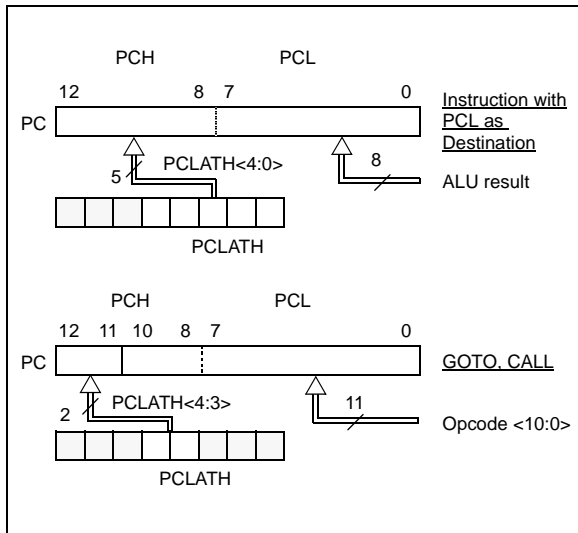 PCH PCL
12 8 7 0
PC
Instruction with
PCL as
Destination
5 PCLATH<4:0> 8
ALU result
PCLATH
PCH PCL
12 11 10 8 7 0
PC
GOTO, CALL
2 PCLATH<4:3> 11
Opcode <10:0>
PCLATH